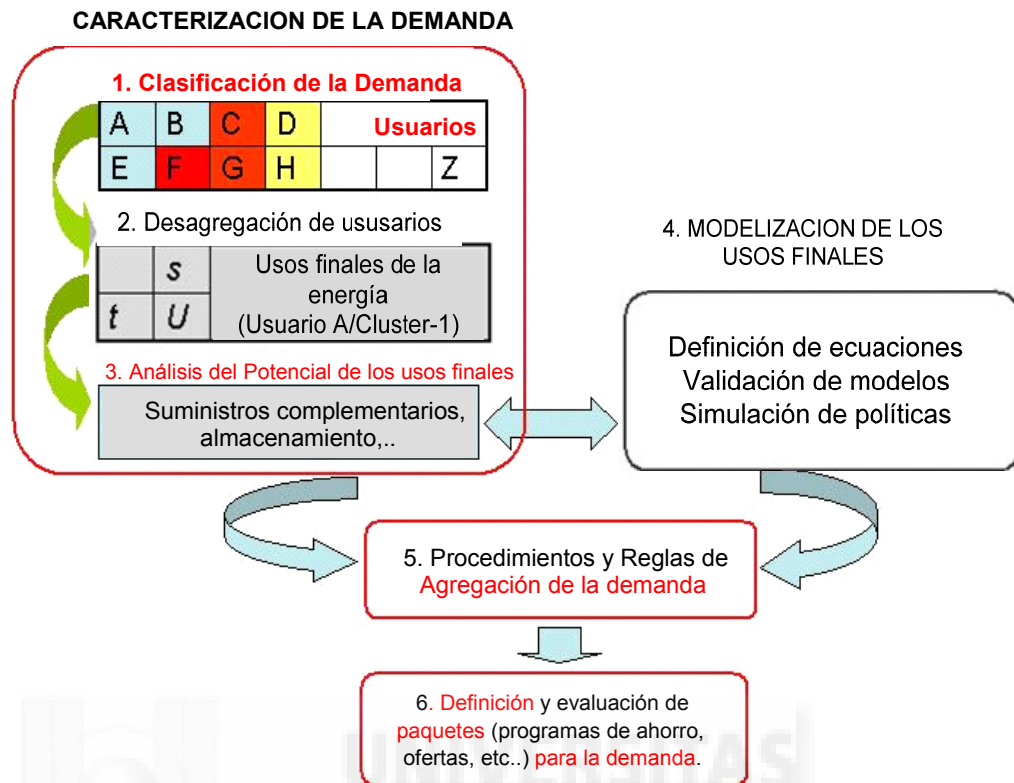 CARACTERIZACION DE LA DEMANDA
1. Clasificación de la Demanda
A B C D Usuarios
E F G H Z
2. Desagregación de ususarios
s
t U
Usos finales de la
energía
(Usuario A/Cluster-1)
3. Análisis del Potencial de los usos finales
Suministros complementarios,
almacenamiento,..
4. MODELIZACION DE LOS
USOS FINALES
Definición de ecuaciones
Validación de modelos
Simulación de políticas
5. Procedimientos y Reglas de
Agregación de la demanda
6. Definición y evaluación de
paquetes (programas de ahorro,
ofertas, etc..) para la demanda.
UNIVERSITAS